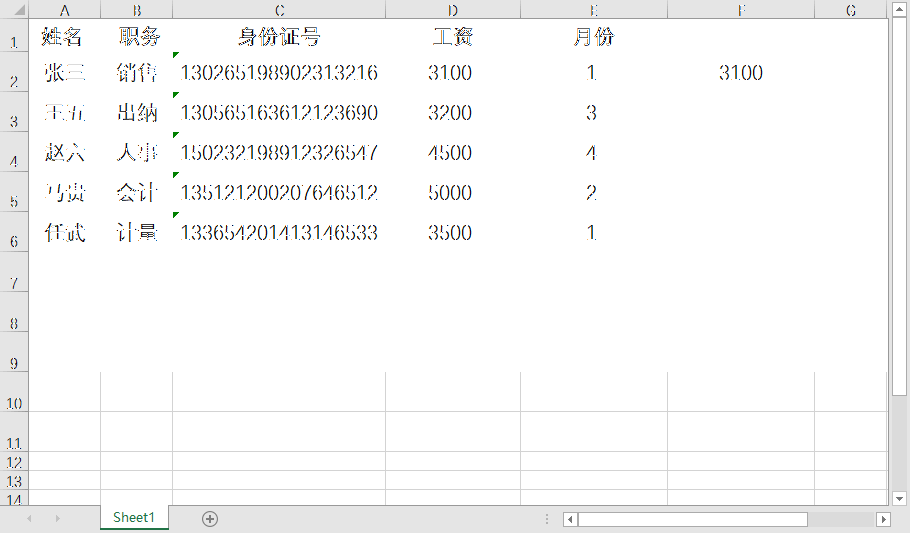 A B C D E F G
1 姓名 职务 身份证号 工资 月份
2 张三 销售 130265198902313216 3100 1 3100
3 王五 出纳 130565163612123690 3200 3
4 赵六 人事 150232198912326547 4500 4
5 马贵 会计 135121200207646512 5000 2
6 任武 计量 133654201413146533 3500 1
7
8
9
10
11
12
13
14
Sheet1